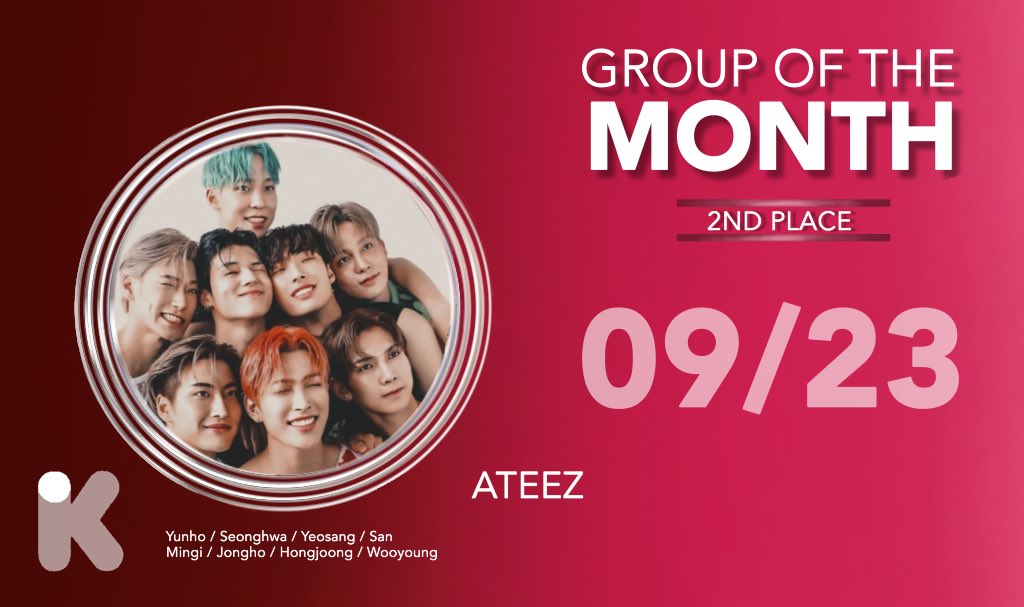 GROUP OF THE
MONTH
2ND PLACE
09/23
ATEEZ
Yunho / Seonghwa / Yeosang / San
Mingi / Jongho / Hongjoong / Wooyoung
K